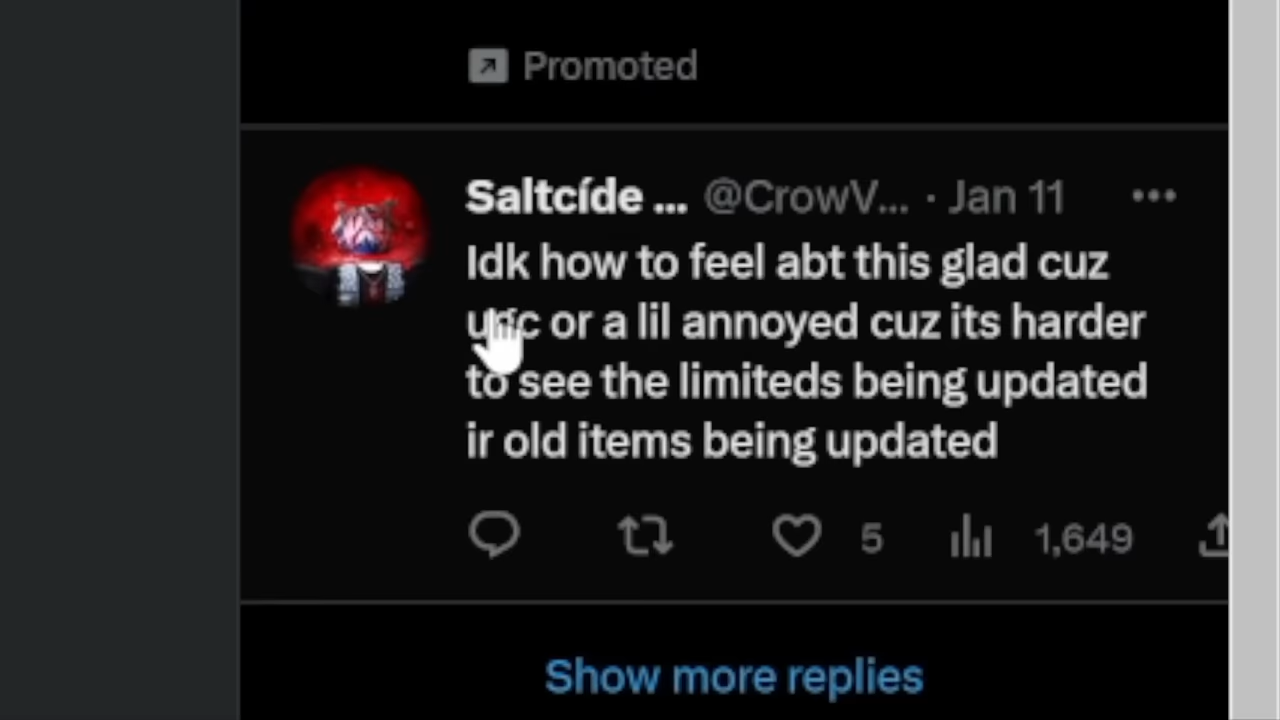 Promoted
Saltcíde ... @CrowV... · Jan 11
Idk how to feel abt this glad cuz
ugc or a lil annoyed cuz its harder
to see the limiteds being updated
ir old items being updated
5 1,649
Show more replies